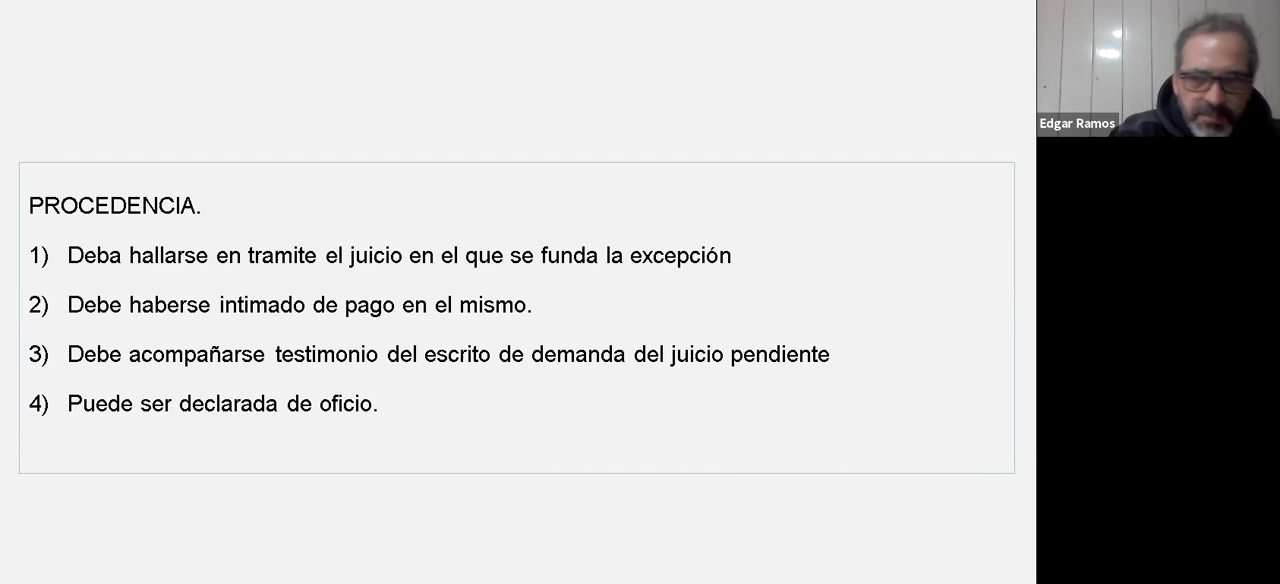 PROCEDENCIA.
1) Deba hallarse en tramite el juicio en el que se funda la excepción
2) Debe haberse intimado de pago en el mismo.
3) Debe acompañarse testimonio del escrito de demanda del juicio pendiente
4) Puede ser declarada de oficio.
Edgar Ramos